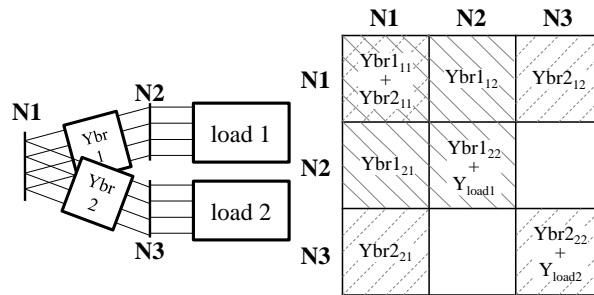 N1 N2 N3
N1 N2 N3
Ybr 1
Ybr 2
load 1
load 2
N1
Ybr1₁₁ + Ybr2₁₁
Ybr1₁₂
Ybr2₁₂
N2
Ybr1₂₁
Ybr1₂₂ + Y_load1
N3
Ybr2₂₁
Ybr2₂₂ + Y_load2